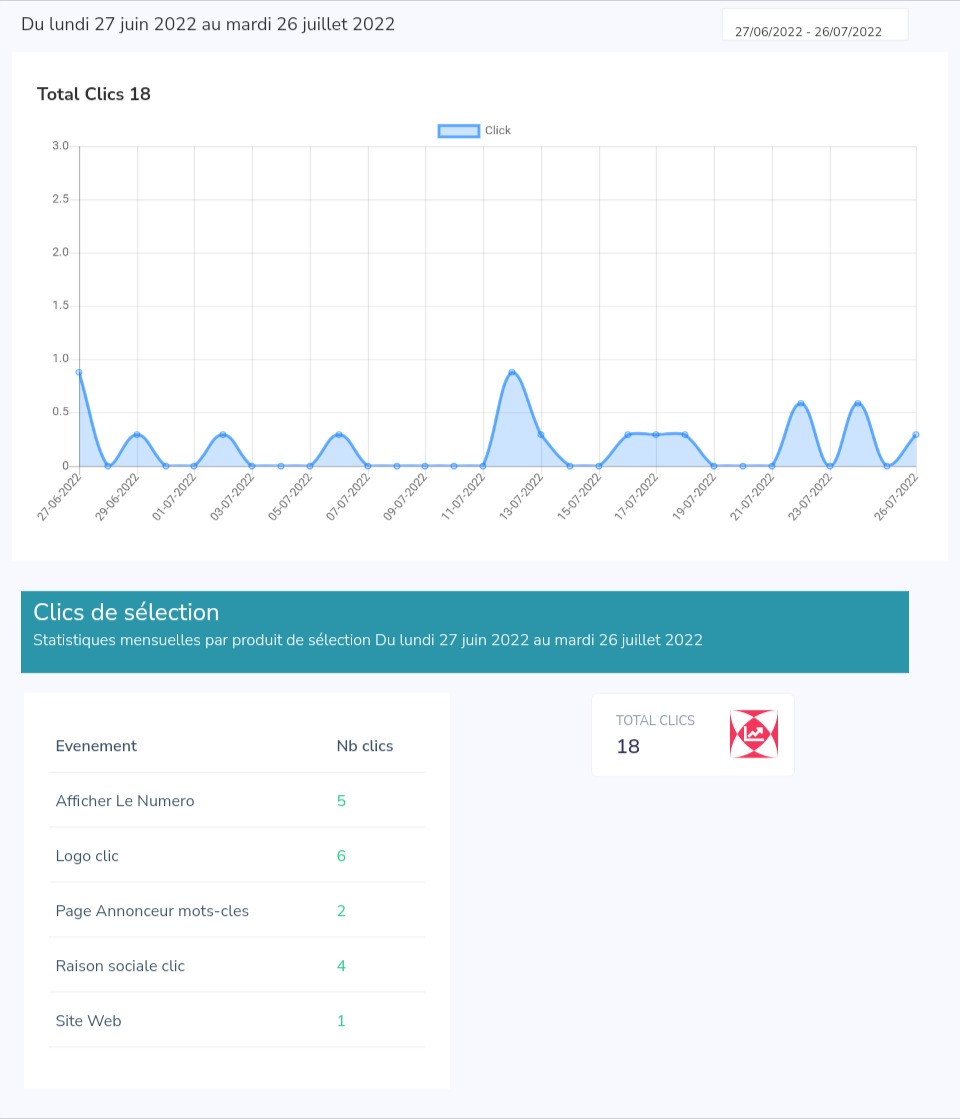 Du lundi 27 juin 2022 au mardi 26 juillet 2022
27/06/2022 - 26/07/2022
Total Clics 18
Click
3.0
2.5
2.0
1.5
1.0
0.5
0
27-06-2022
29-06-2022
01-07-2022
03-07-2022
05-07-2022
07-07-2022
09-07-2022
11-07-2022
13-07-2022
15-07-2022
17-07-2022
19-07-2022
21-07-2022
23-07-2022
26-07-2022
Clics de sélection
Statistiques mensuelles par produit de sélection Du lundi 27 juin 2022 au mardi 26 juillet 2022
Evenement Nb clics
Afficher Le Numero 5
Logo clic 6
Page Annonceur mots-cles 2
Raison sociale clic 4
Site Web 1
TOTAL CLICS
18